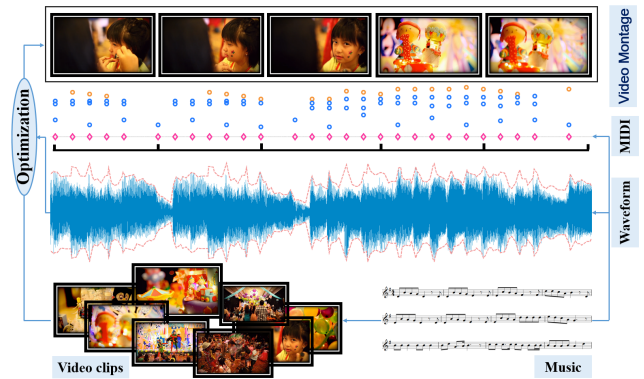 Video Montage
Optimization
MIDI
Waveform
Video clips
Music